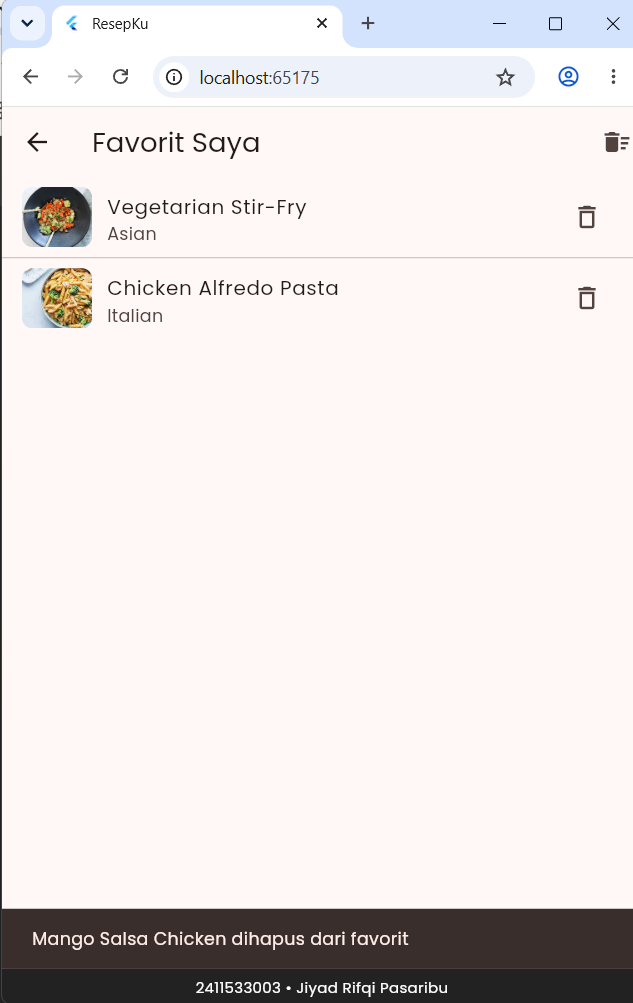 ResepKu
localhost:65175
Favorit Saya
Vegetarian Stir-Fry
Asian
Chicken Alfredo Pasta
Italian
Mango Salsa Chicken dihapus dari favorit
2411533003 • Jiyad Rifqi Pasaribu